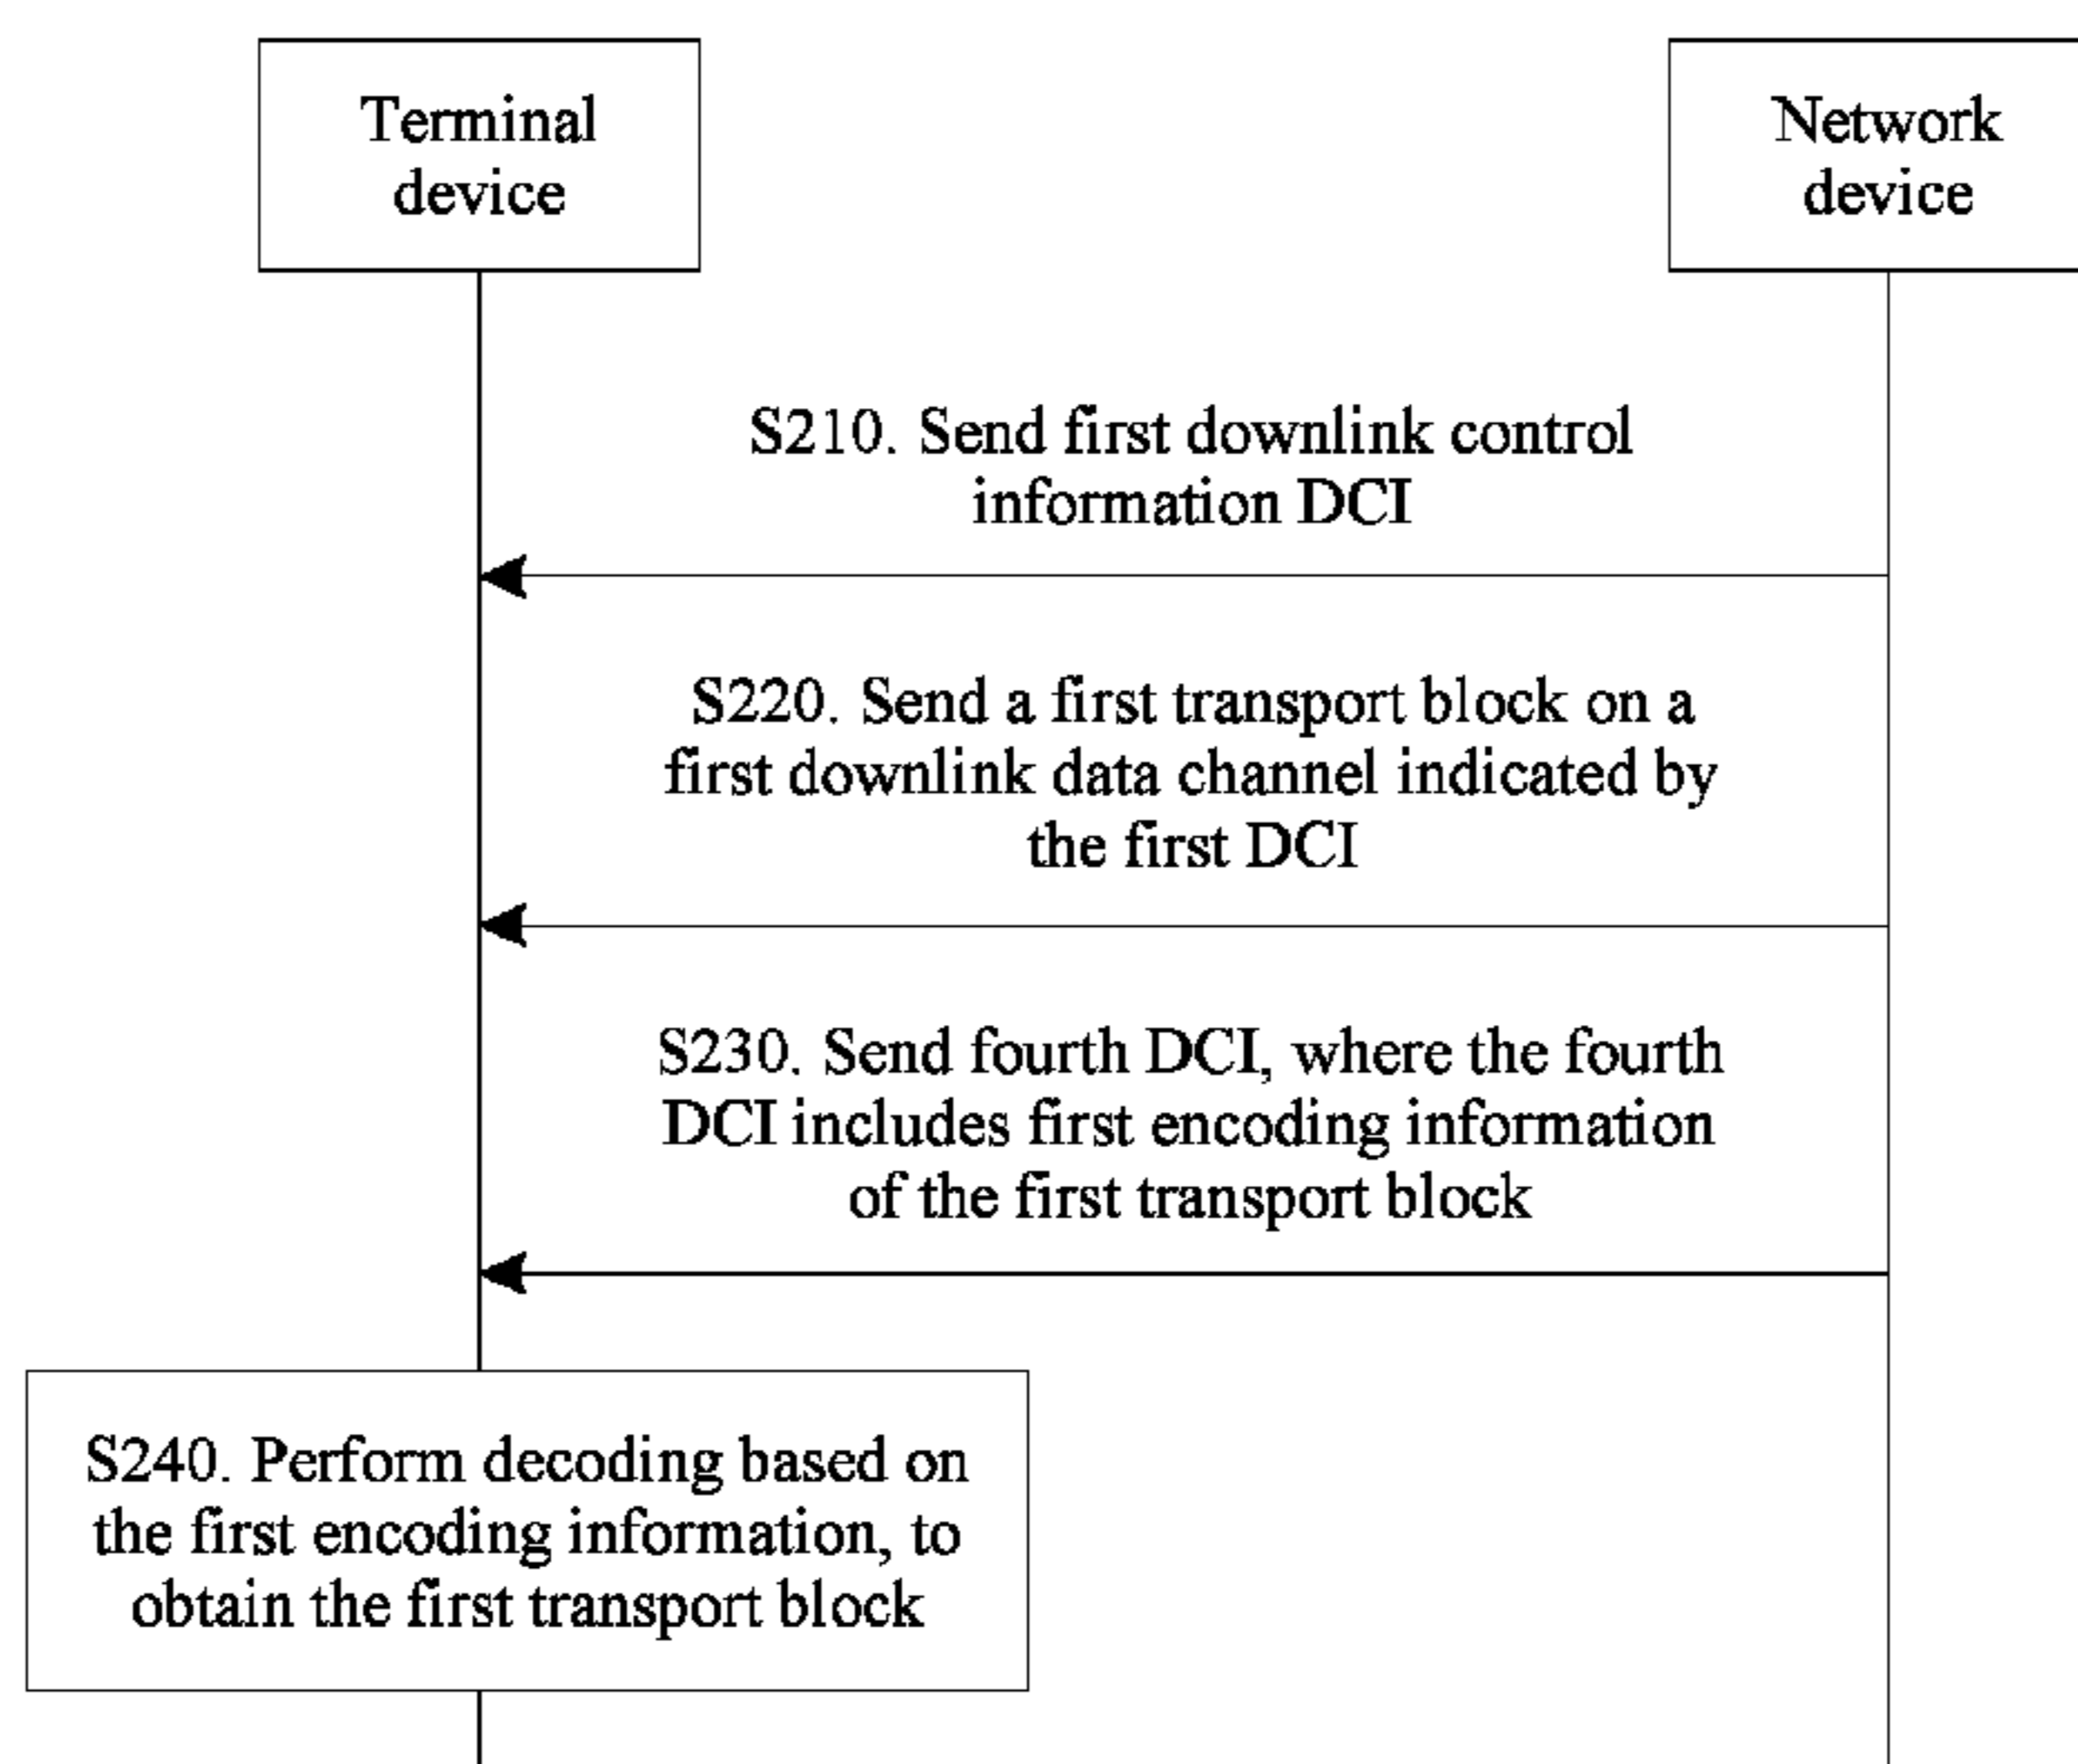 Terminal
device
Network
device
S210. Send first downlink control
information DCI
S220. Send a first transport block on a
first downlink data channel indicated by
the first DCI
S230. Send fourth DCI, where the fourth
DCI includes first encoding information
of the first transport block
S240. Perform decoding based on
the first encoding information, to
obtain the first transport block